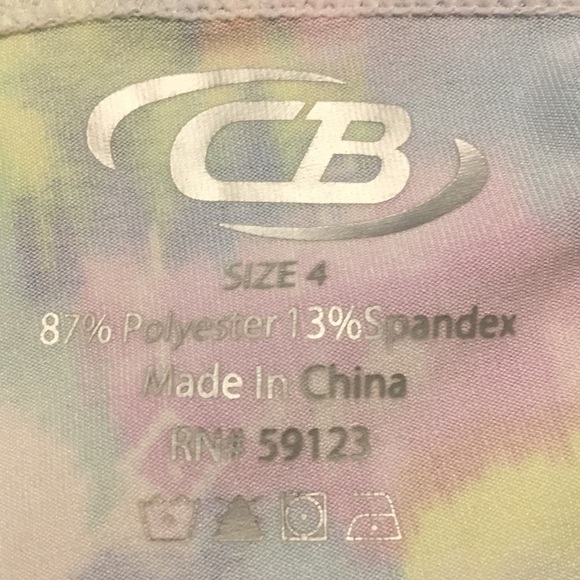 CB
SIZE 4
87% Polyester 13%Spandex
Made In China
RN# 59123